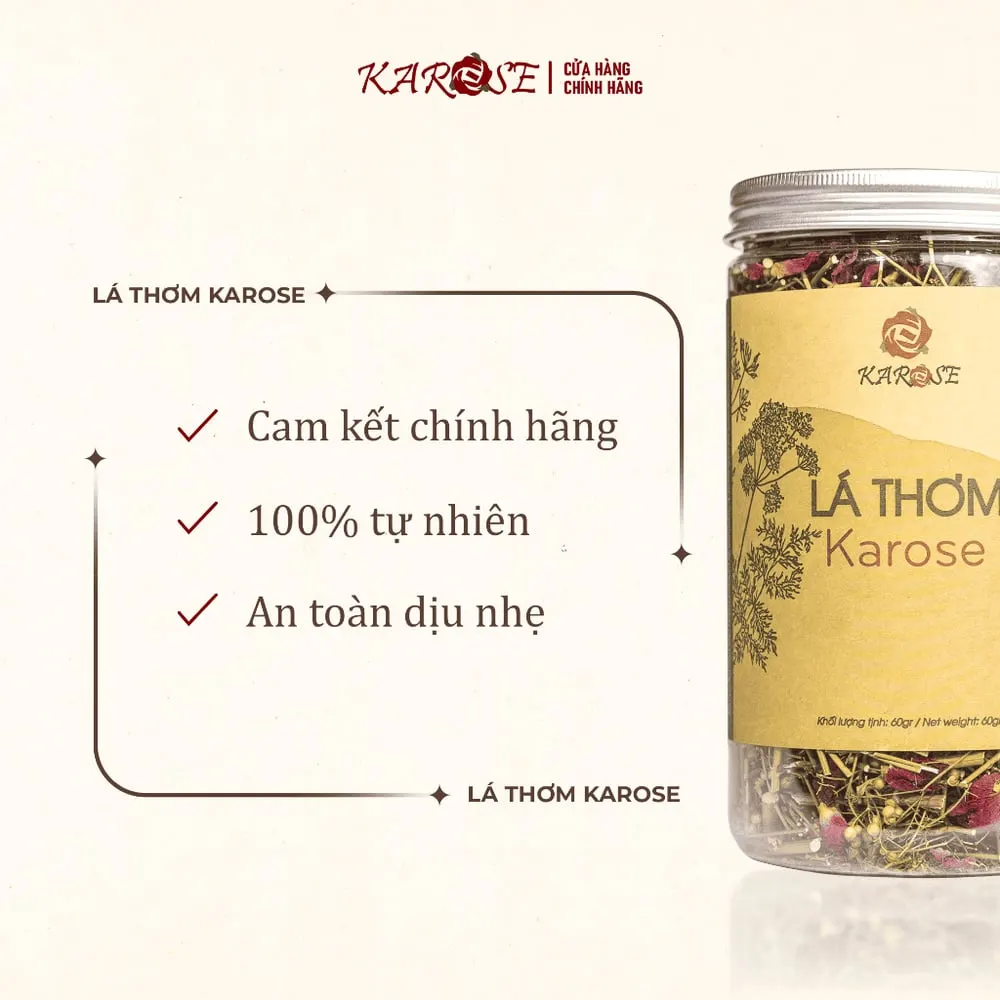 KAROSE | CỬA HÀNG
CHÍNH HÃNG
LÁ THƠM KAROSE
Cam kết chính hãng
100% tự nhiên
An toàn dịu nhẹ
LÁ THƠM KAROSE
KAROSE
LÁ THƠM
Karose
Khối lượng tịnh: 60gr / Net weight: 60g